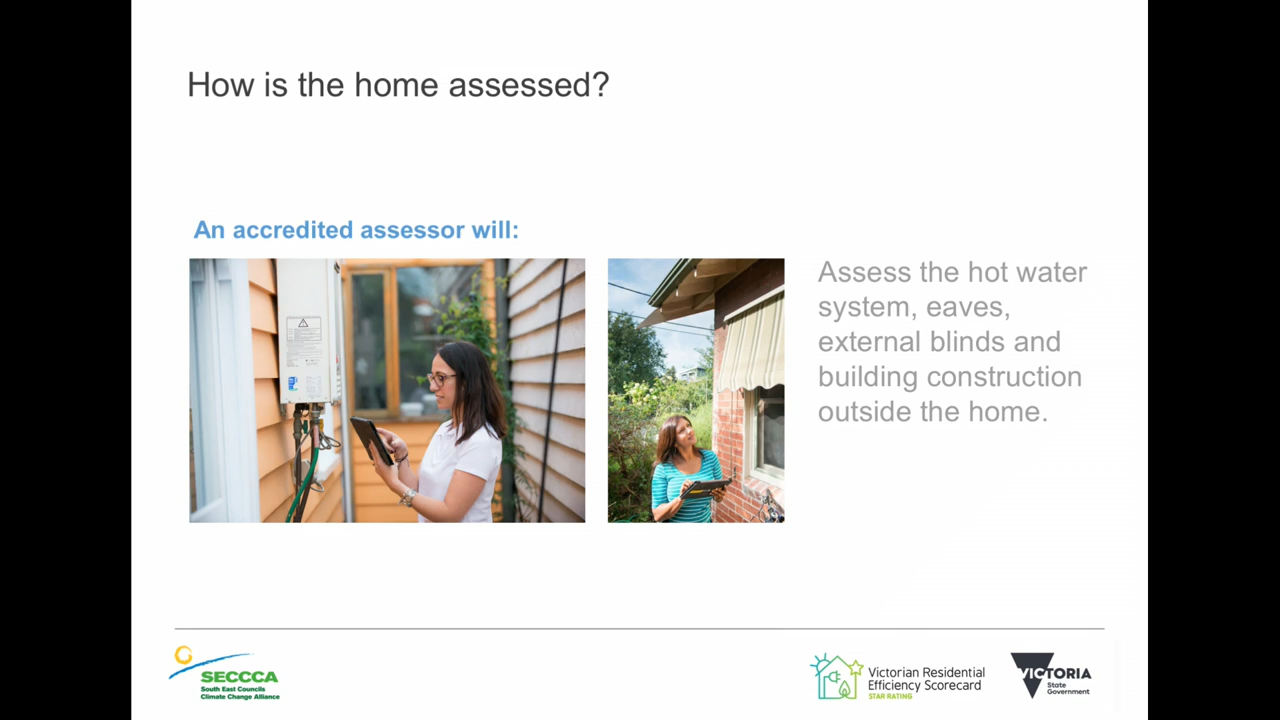 How is the home assessed?
An accredited assessor will:
Assess the hot water
system, eaves,
external blinds and
building construction
outside the home.
SECCCA
South East Councils
Climate Change Alliance
Victorian Residential
Efficiency Scorecard
STAR RATING
VICTORIA
State
Government